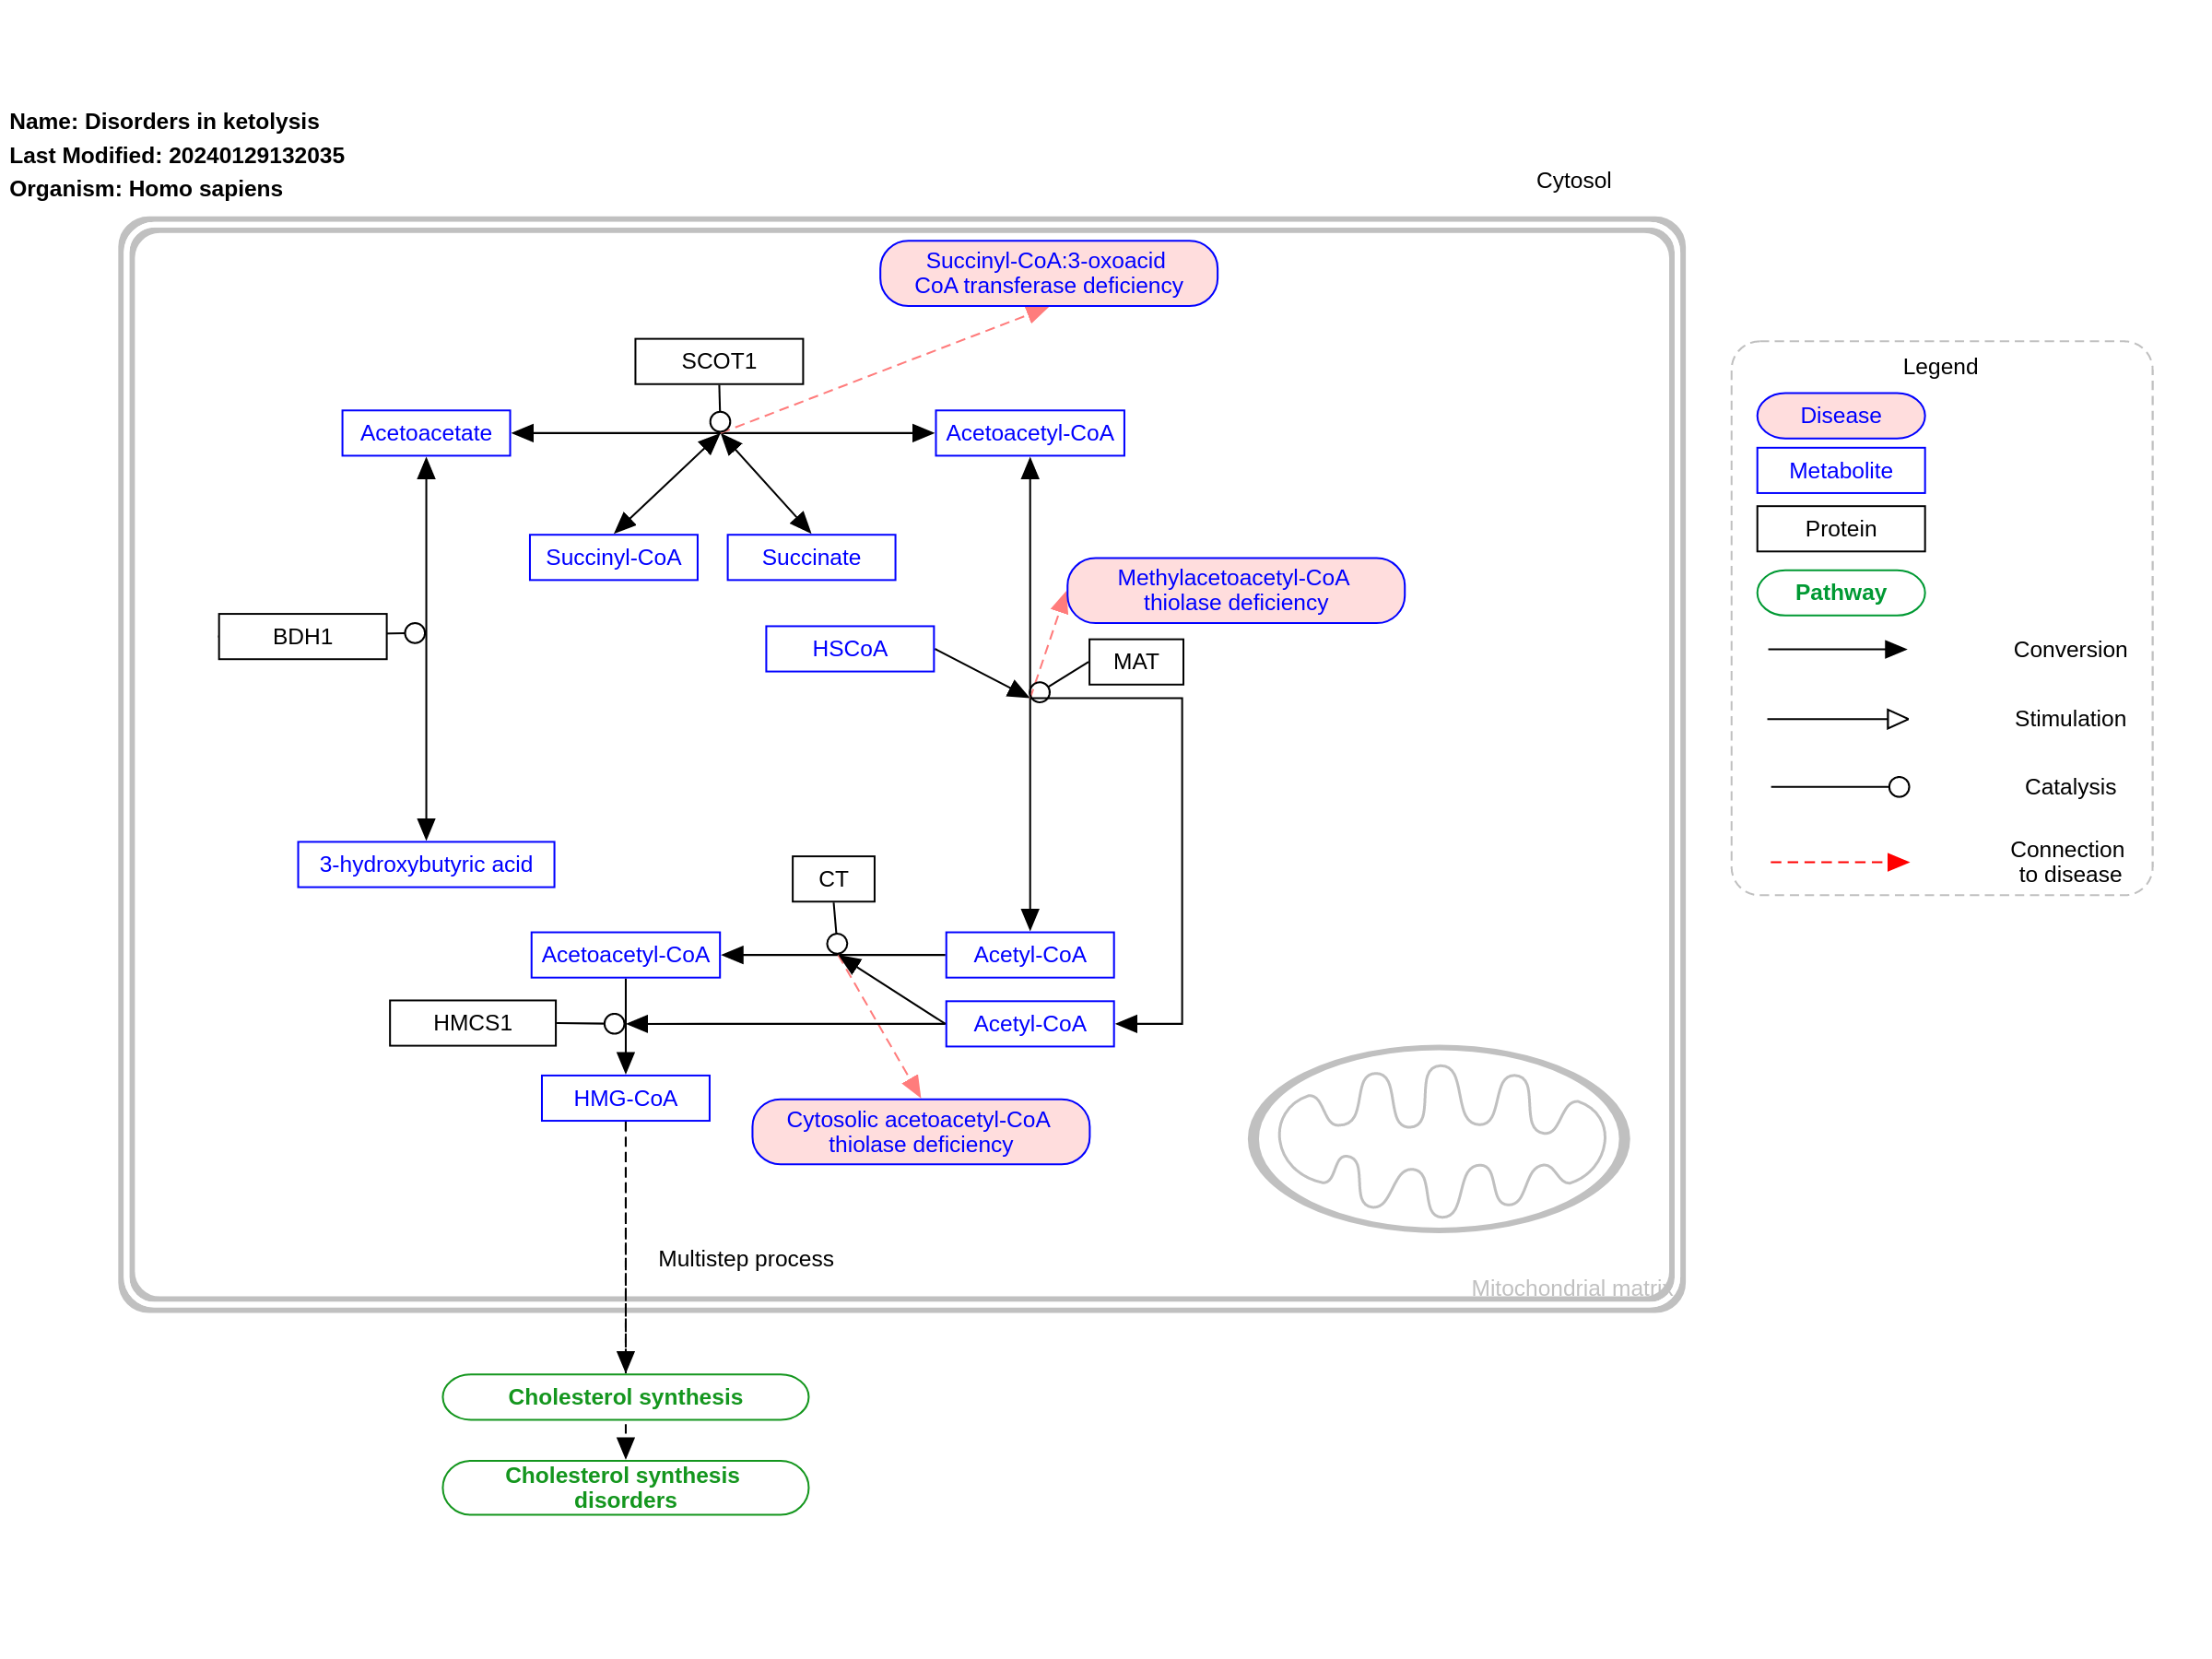 Name: Disorders in ketolysis
Last Modified: 20240129132035
Organism: Homo sapiens
Cytosol
Succinyl-CoA:3-oxoacid
CoA transferase deficiency
SCOT1
Acetoacetate
Acetoacetyl-CoA
Succinyl-CoA
Succinate
Methylacetoacetyl-CoA
thiolase deficiency
BDH1
HSCoA
MAT
3-hydroxybutyric acid
CT
Acetoacetyl-CoA
Acetyl-CoA
HMCS1
Acetyl-CoA
HMG-CoA
Cytosolic acetoacetyl-CoA
thiolase deficiency
Multistep process
Mitochondrial matrix
Cholesterol synthesis
Cholesterol synthesis
disorders
Legend
Disease
Metabolite
Protein
Pathway
Conversion
Stimulation
Catalysis
Connection
to disease